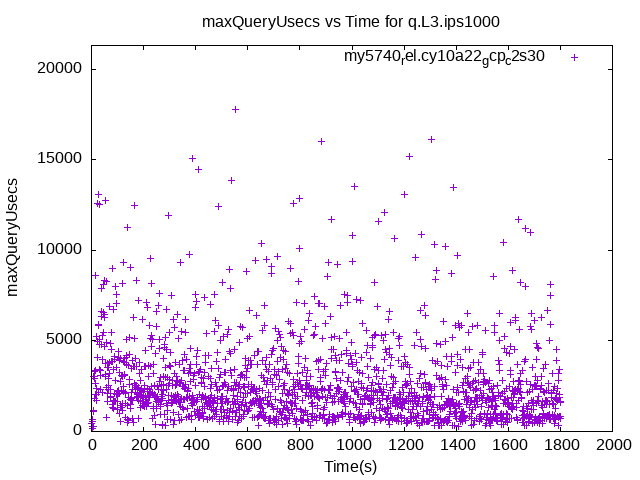 maxQueryUsecs vs Time for q.L3.ips1000
my5740rel.cy10a22gcpc2s30
maxQueryUsecs
20000
15000
10000
5000
0
0 200 400 600 800 1000 1200 1400 1600 1800 2000
Time(s)